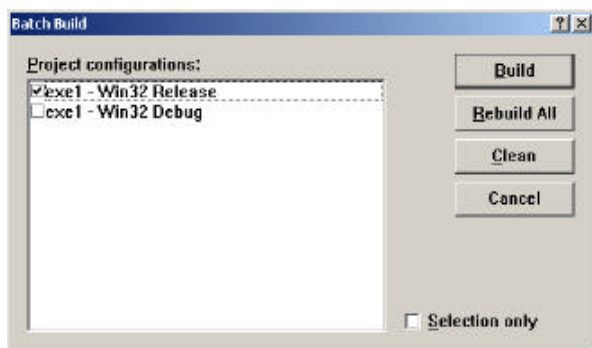 Batch Build
Project configurations:
exe1 - Win32 Release
exe1 - Win32 Debug
Build
Rebuild All
Clean
Cancel
Selection only